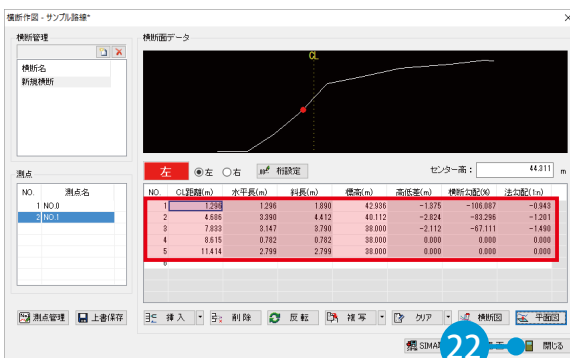 横断作図 - サンプル路線*
横断管理
横断名
新規横断
横断面データ
CL
測点
NO. 測点名
1 NO.0
2 NO.1
左 左 右 桁設定 センター高： 44.311 m
NO. CL距離(m) 水平長(m) 斜長(m) 標高(m) 高低差(m) 横断勾配(%) 法勾配(1:n)
1 1.296 1.296 1.890 42.936 -1.375 -106.087 -0.943
2 4.686 3.390 4.412 40.112 -2.824 -83.296 -1.201
3 7.833 3.147 3.790 38.000 -2.112 -67.111 -1.490
4 8.615 0.782 0.782 38.000 0.000 0.000 0.000
5 11.414 2.799 2.799 38.000 0.000 0.000 0.000
6
測点管理 上書保存 挿入 削除 反転 複写 クリア 横断図 平面図
SIMA 22 閉じる